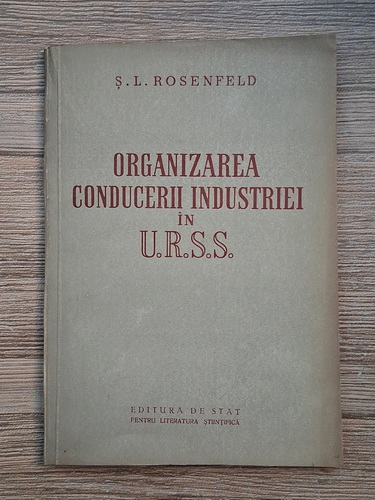 Ș.L. ROSENFELD
ORGANIZAREA
CONDUCERII INDUSTRIEI
ÎN
U.R.S.S.
EDITURA DE STAT
PENTRU LITERATURA ȘTIINȚIFICĂ